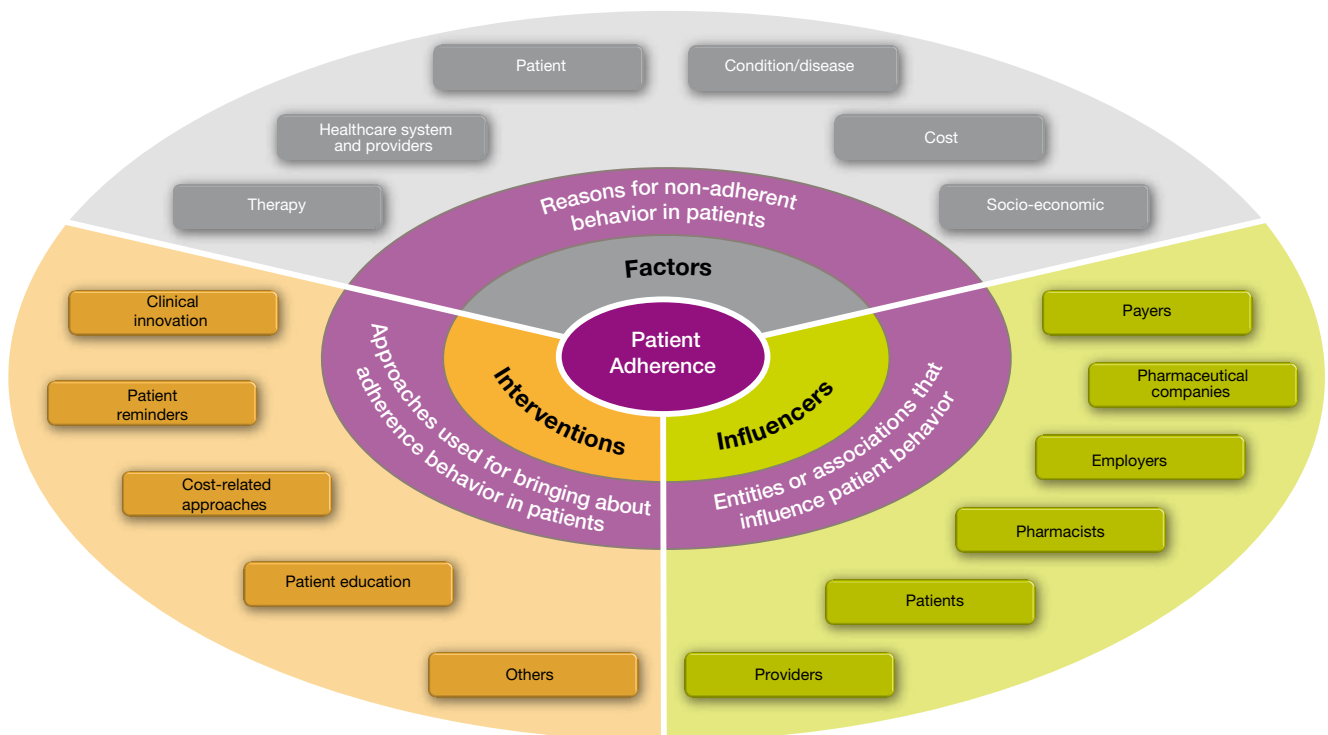 Patient
Condition/disease
Healthcare system
and providers
Cost
Therapy
Socio-economic
Reasons for non-adherent
behavior in patients
Factors
Patient
Adherence
Interventions
Approaches used for bringing about
adherence behavior in patients
Clinical
innovation
Patient
reminders
Cost-related
approaches
Patient education
Others
Influencers
Entities or associations that
influence patient behavior
Payers
Pharmaceutical
companies
Employers
Pharmacists
Patients
Providers